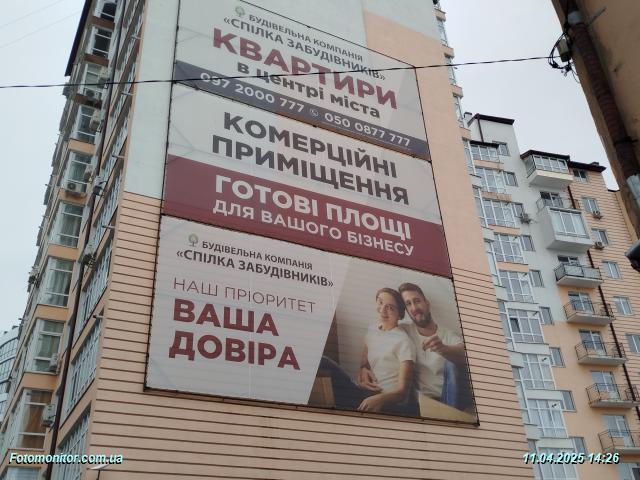 БУДІВЕЛЬНА КОМПАНІЯ
«СПІЛКА ЗАБУДІВНИКІВ»
КВАРТИРИ
в центрі міста
097 2000 777 050 0877 777
КОМЕРЦІЙНІ
ПРИМІЩЕННЯ
ГОТОВІ ПЛОЩІ
ДЛЯ ВАШОГО БІЗНЕСУ
БУДІВЕЛЬНА КОМПАНІЯ
«СПІЛКА ЗАБУДІВНИКІВ»
НАШ ПРІОРИТЕТ
ВАША
ДОВІРА
Fotomonitor.com.ua
11.04.2025 14:26